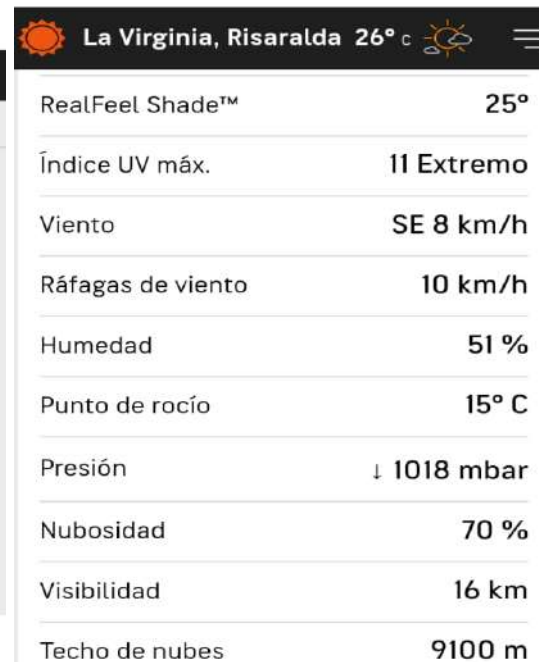 La Virginia, Risaralda 26° c
RealFeel Shade™ 25°
Índice UV máx. 11 Extremo
Viento SE 8 km/h
Ráfagas de viento 10 km/h
Humedad 51 %
Punto de rocío 15° C
Presión ↓ 1018 mbar
Nubosidad 70 %
Visibilidad 16 km
Techo de nubes 9100 m